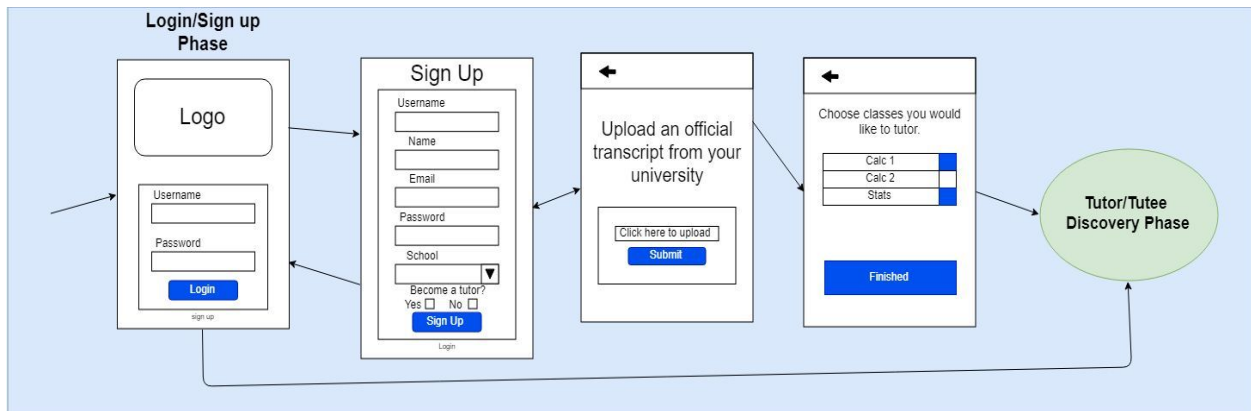 Login/Sign up
Phase
Logo
Username
Password
Login
sign up
Sign Up
Username
Name
Email
Password
School
Become a tutor?
Yes No
Sign Up
Login
Upload an official
transcript from your
university
Click here to upload
Submit
Choose classes you would
like to tutor.
Calc 1
Calc 2
Stats
Finished
Tutor/Tutee
Discovery Phase